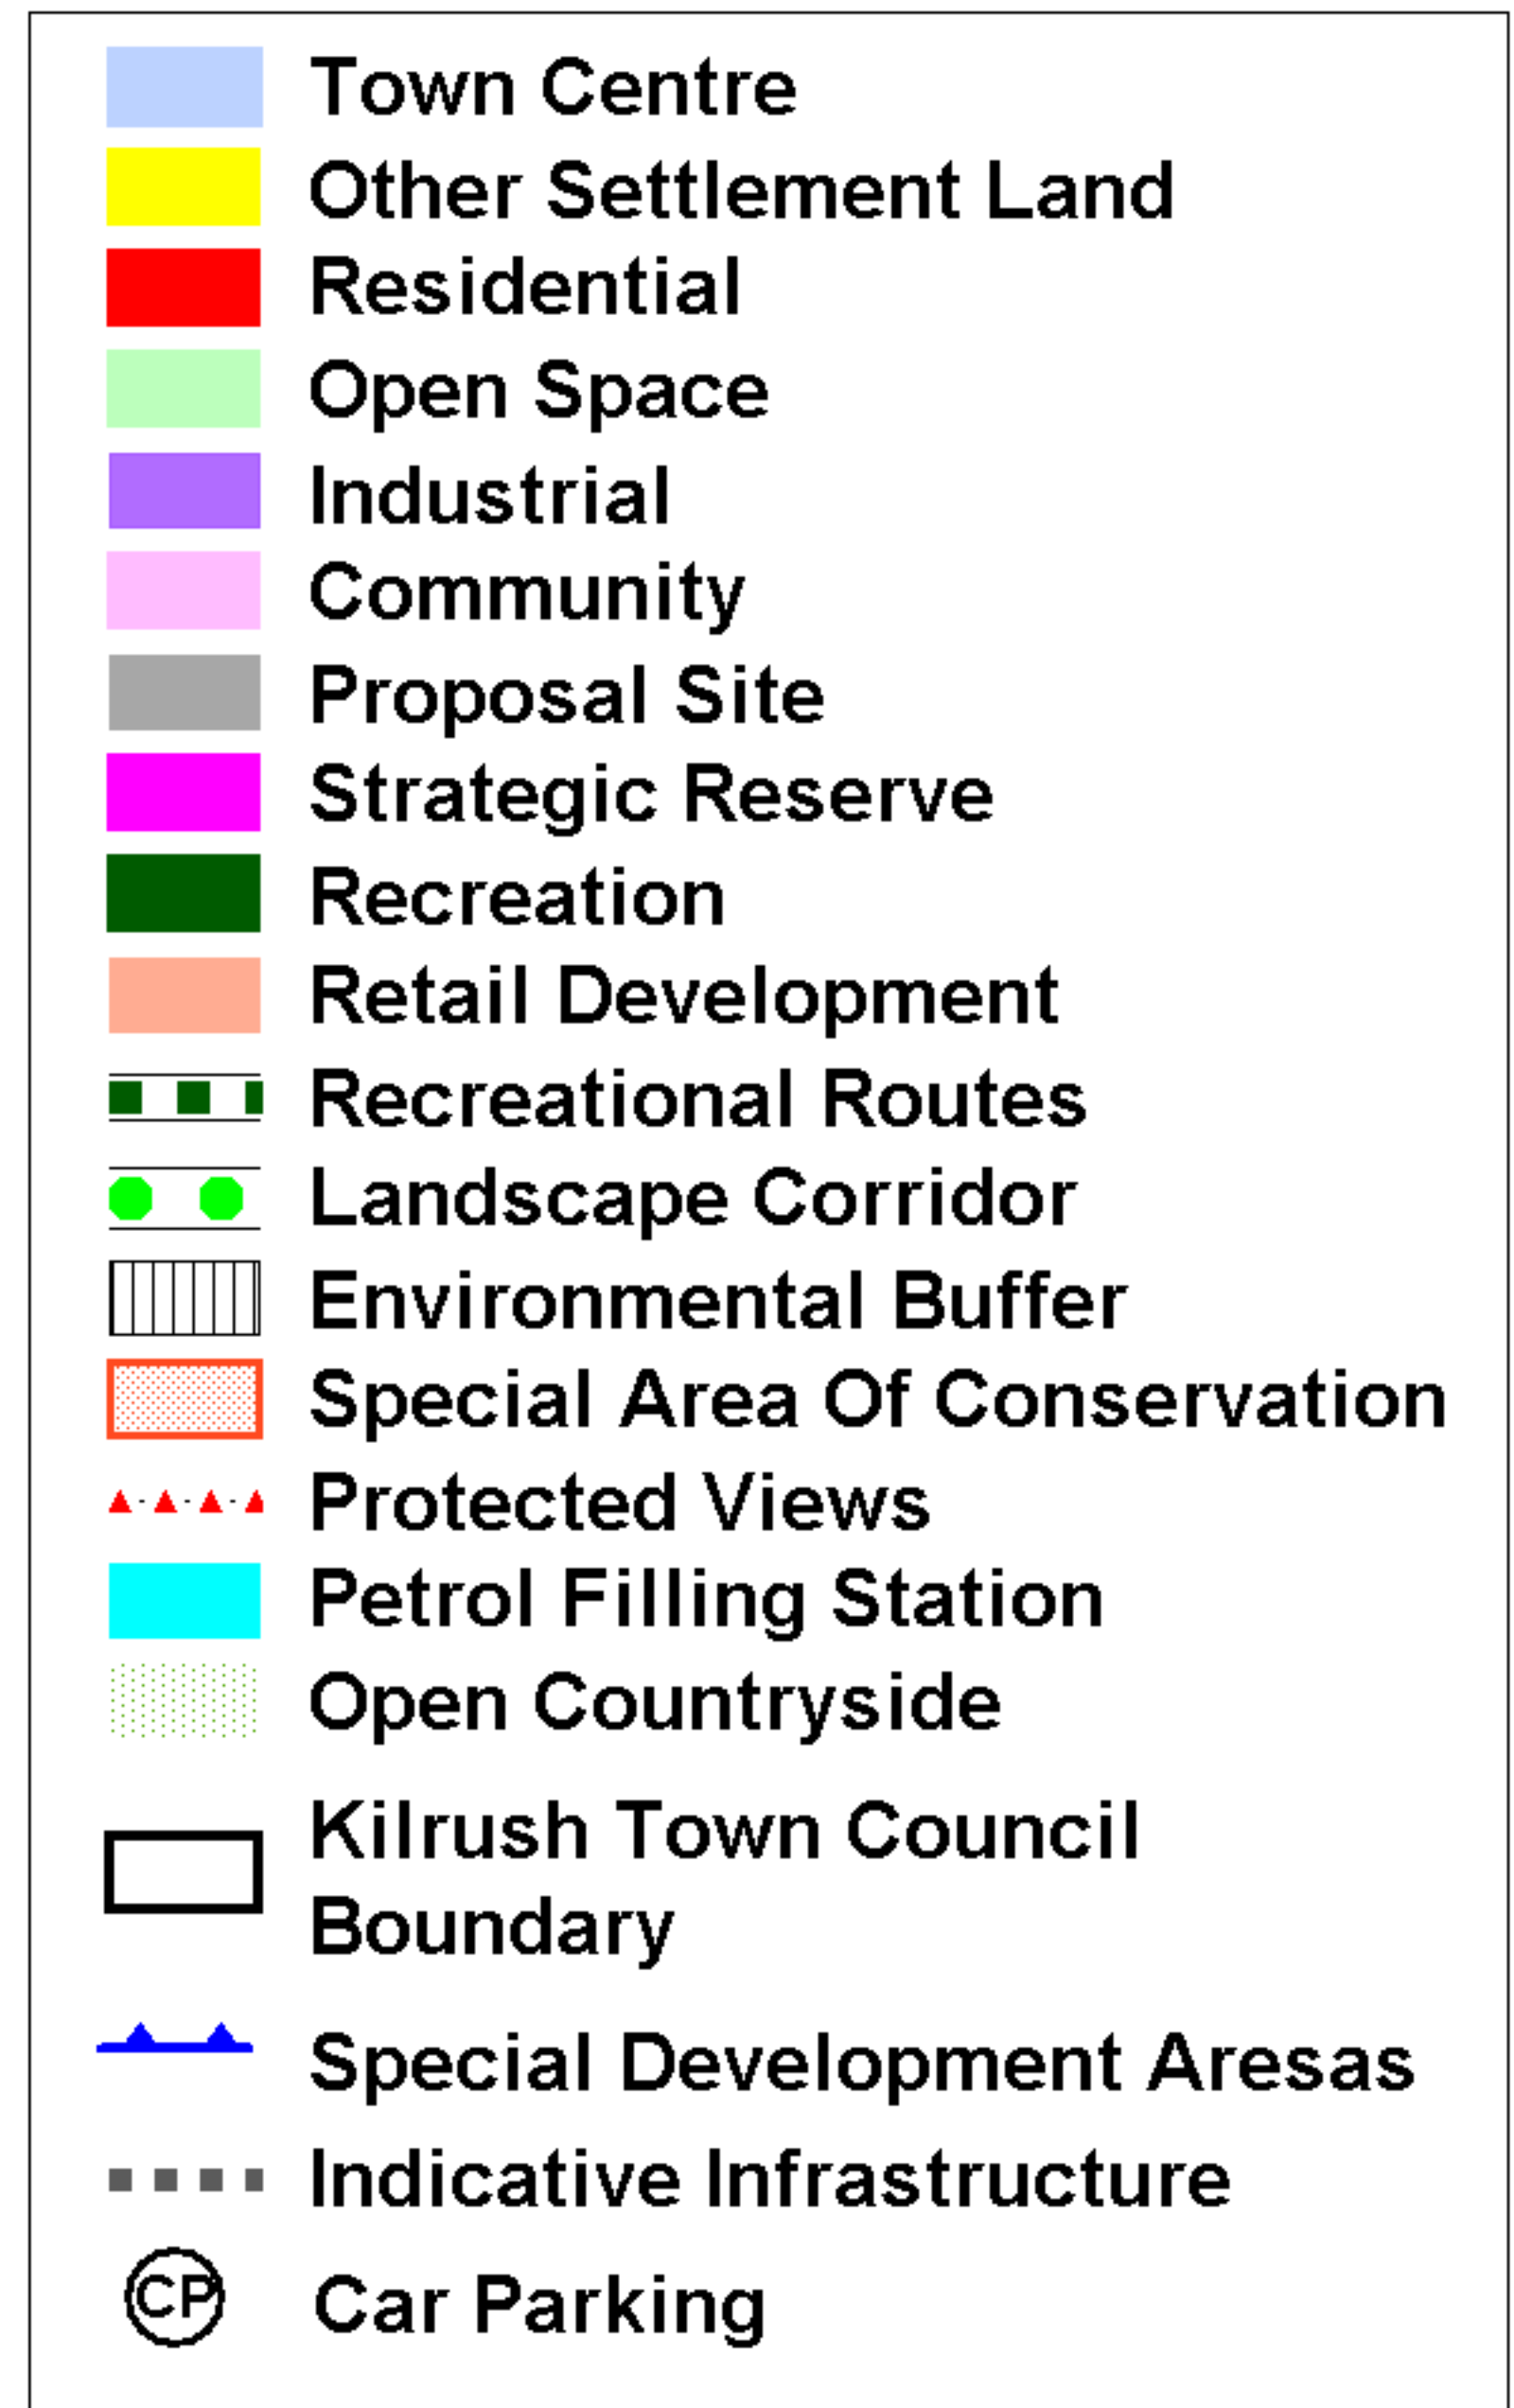 Town Centre
Other Settlement Land
Residential
Open Space
Industrial
Community
Proposal Site
Strategic Reserve
Recreation
Retail Development
Recreational Routes
Landscape Corridor
Environmental Buffer
Special Area Of Conservation
Protected Views
Petrol Filling Station
Open Countryside
Kilrush Town Council
Boundary
Special Development Aresas
Indicative Infrastructure
CP Car Parking